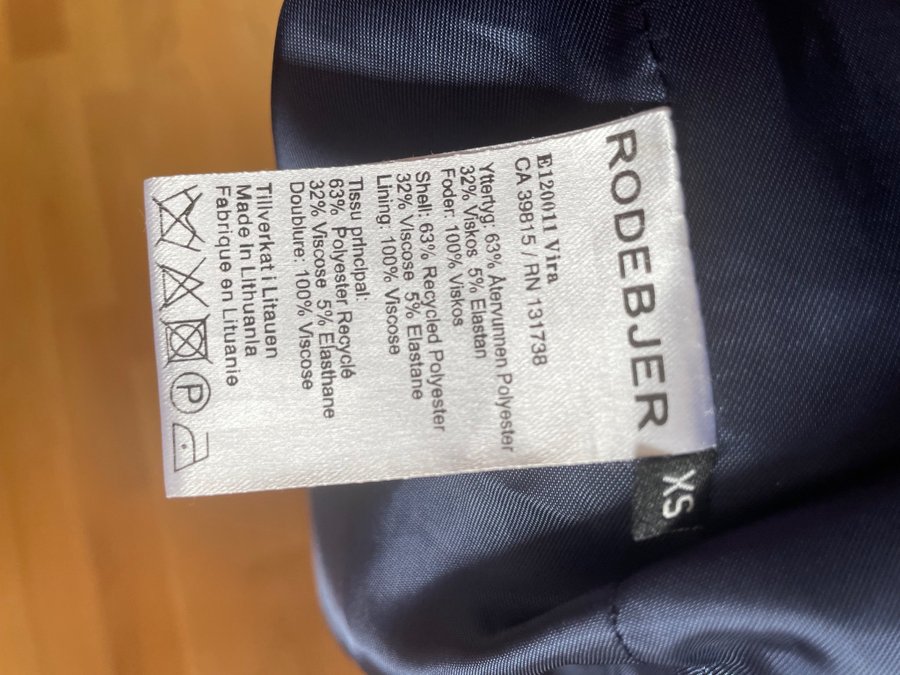 RODEBJER
XS
E120011 Vira
CA 39815 / RN 131738
Yttertyg: 63% Återvunnen Polyester
32% Viskos 5% Elastan
Foder: 100% Viskos
Shell: 63% Recycled Polyester
32% Viscose 5% Elastane
Lining: 100% Viscose
Tissu principal:
63% Polyester Recyclé
32% Viscose 5% Elasthane
Doublure: 100% Viscose
Tillverkat i Litauen
Made in Lithuania
Fabrique en Lituanie
P